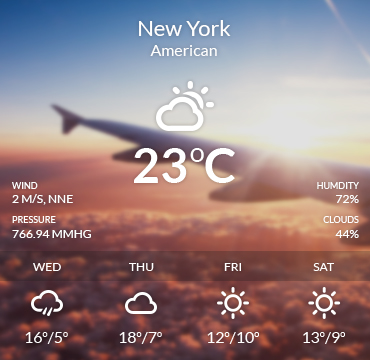 New York
American
23°C
WIND
2 M/S, NNE
PRESSURE
766.94 MMHG
HUMDITY
72%
CLOUDS
44%
WED THU FRI SAT
16°/5° 18°/7° 12°/10° 13°/9°